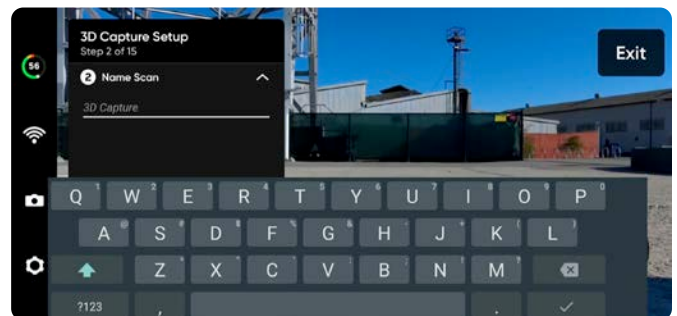 3D Capture Setup
Step 2 of 15
Exit
56
2 Name Scan
3D Capture
Q 1 W 2 E 3 R 4 T 5 Y 6 U 7 I 8 O 9 P 0
A @ S # D F G & H - J + K ( L )
Z X C V B N M
?123 , .